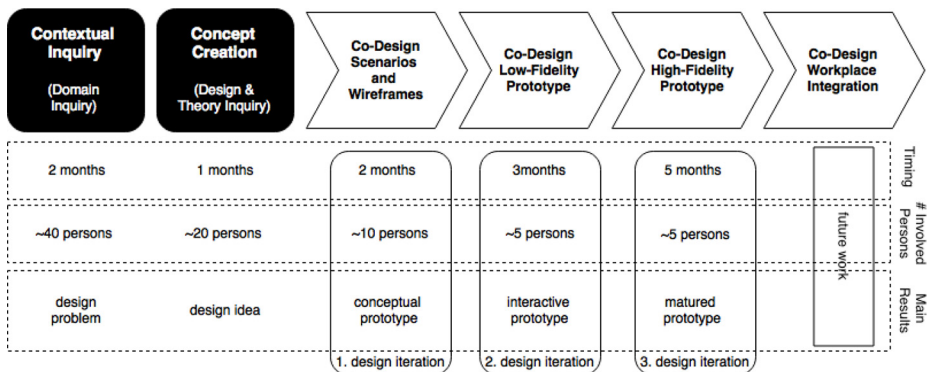 Contextual
Inquiry
(Domain
Inquiry)
Concept
Creation
(Design &
Theory Inquiry)
Co-Design
Scenarios
and
Wireframes
Co-Design
Low-Fidelity
Prototype
Co-Design
High-Fidelity
Prototype
Co-Design
Workplace
Integration
2 months
1 months
2 months
3months
5 months
Timing
~40 persons
~20 persons
~10 persons
~5 persons
~5 persons
# Involved
Persons
future work
design
problem
design idea
conceptual
prototype
interactive
prototype
matured
prototype
Main
Results
1. design iteration
2. design iteration
3. design iteration